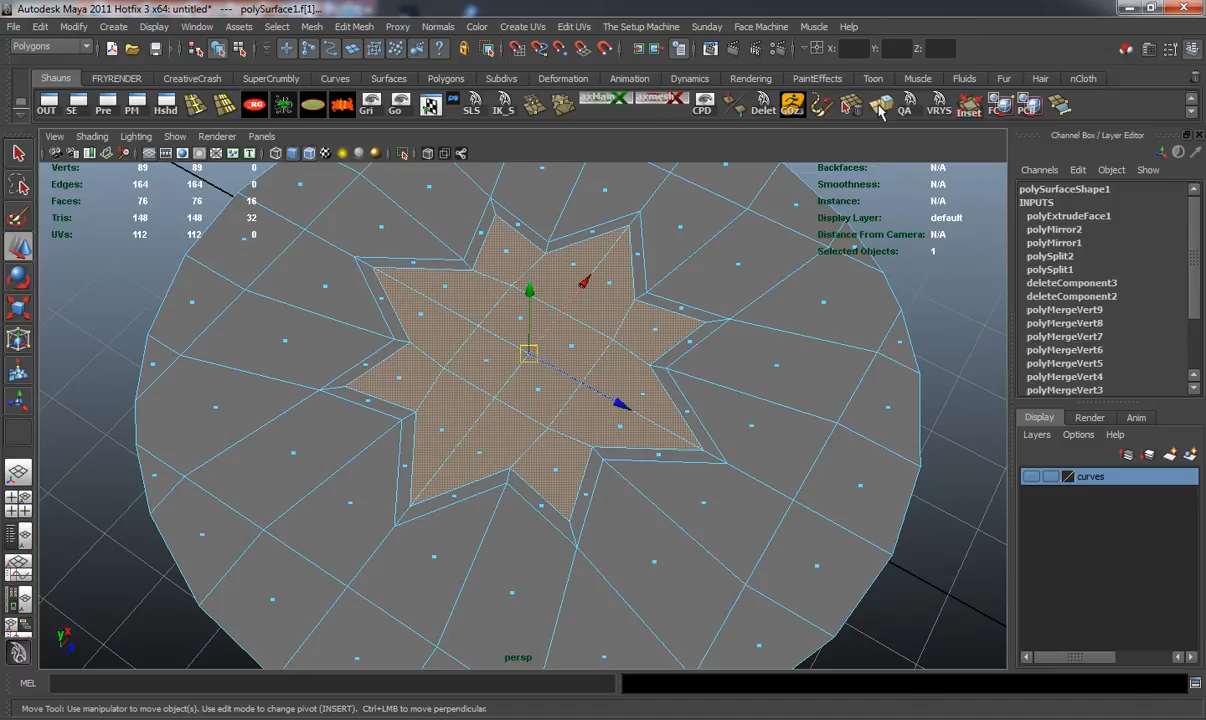 Autodesk Maya 2011 Hotfix 3 x64: untitled*   ---   polySurface1.f[1]...
File Edit Modify Create Display Window Assets Select Mesh Edit Mesh Proxy Normals Color Create UVs Edit UVs The Setup Machine Sunday Face Machine Muscle Help
Polygons X: Y: Z:
Shauns FRYRENDER CreativeCrash SuperCrumbly Curves Surfaces Polygons Subdivs Deformation Animation Dynamics Rendering PaintEffects Toon Muscle Fluids Fur Hair nCloth
OUT SE Pre PM Hshd RG Gri Go SLS IK_S CPD Delet GOz QA VRYS Inset PCB
View Shading Lighting Show Renderer Panels
Channel Box / Layer Editor
Channels Edit Object Show
Verts: 89 89 0
Edges: 164 164 0
Faces: 76 76 16
Tris: 148 148 32
UVs: 112 112 0
Backfaces: N/A
Smoothness: N/A
Instance: N/A
Display Layer: default
Distance From Camera: N/A
Selected Objects: 1
polySurfaceShape1
INPUTS
polyExtrudeFace1
polyMirror2
polyMirror1
polySplit2
polySplit1
deleteComponent3
deleteComponent2
polyMergeVert9
polyMergeVert8
polyMergeVert7
polyMergeVert6
polyMergeVert5
polyMergeVert4
polyMergeVert3
Display Render Anim
Layers Options Help
curves
persp
MEL
Move Tool: Use manipulator to move object(s). Use edit mode to change pivot (INSERT). Ctrl+LMB to move perpendicular.